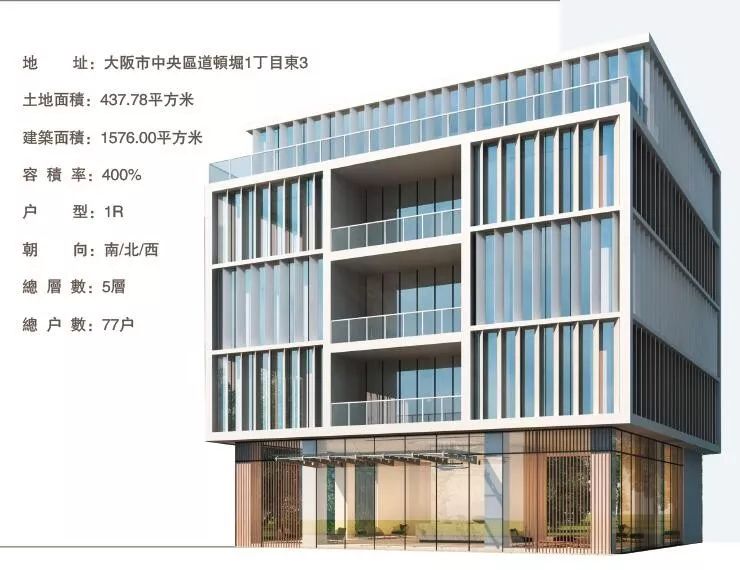 地 址：大阪市中央區道頓堀1丁目東3
土地面積：437.78平方米
建築面積：1576.00平方米
容 積 率：400%
户 型：1R
朝 向：南/北/西
總 層 數：5層
總 户 數：77户